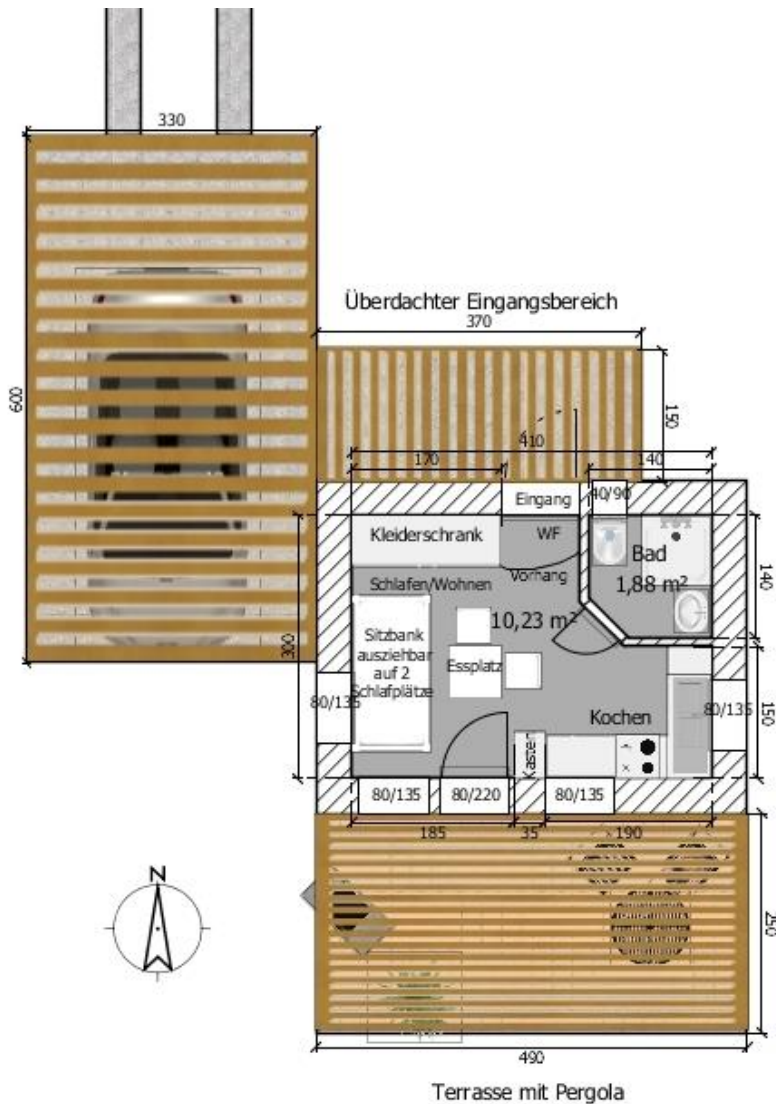 330
600
Überdachter Eingangsbereich
370
150
410
170
140
Eingang
40/90
Kleiderschrank
WF
Bad
1,88 m²
Schlafen/Wohnen
Vorhang
10,23 m²
140
300
Sitzbank
ausziehbar
auf 2
Schlafplätze
Essplatz
80/135
Kochen
80/135
150
Kasten
80/135
80/220
80/135
185
35
190
N
250
490
Terrasse mit Pergola